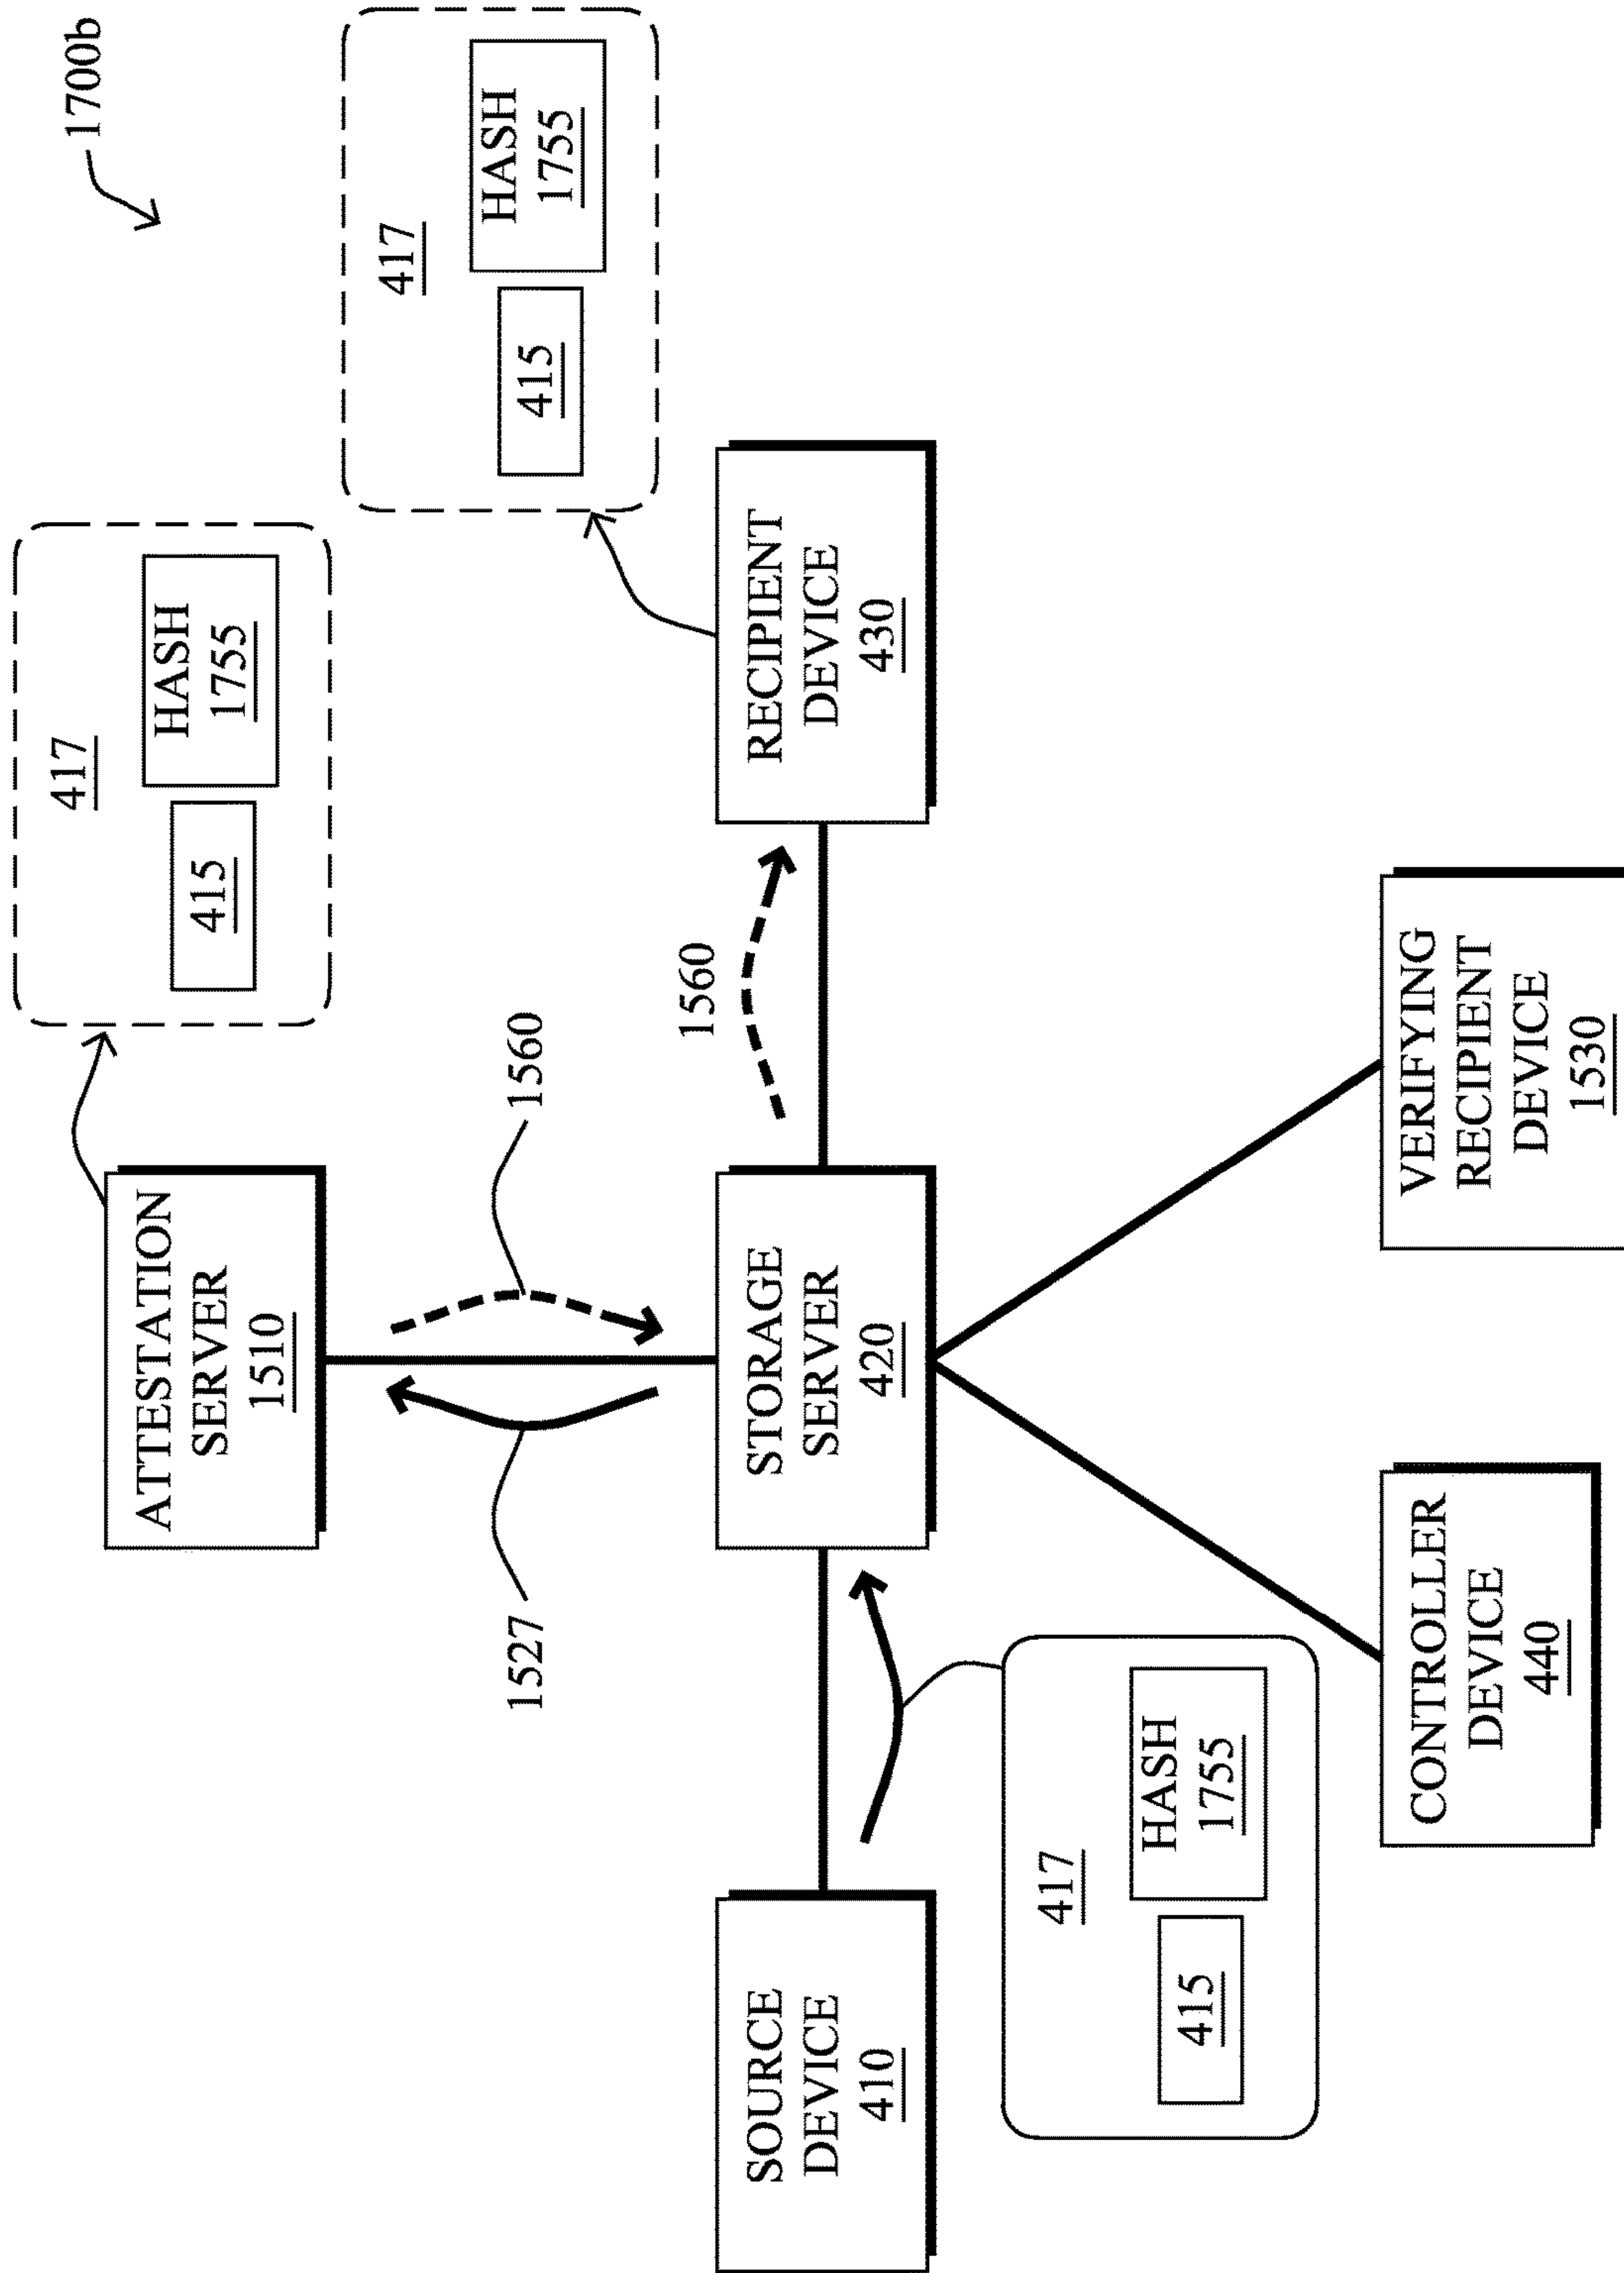 1700b
417
415
HASH
1755
417
415
HASH
1755
ATTESTATION
SERVER
1510
1527
1560
1560
SOURCE
DEVICE
410
STORAGE
SERVER
420
RECIPIENT
DEVICE
430
417
415
HASH
1755
CONTROLLER
DEVICE
440
VERIFYING
RECIPIENT
DEVICE
1530